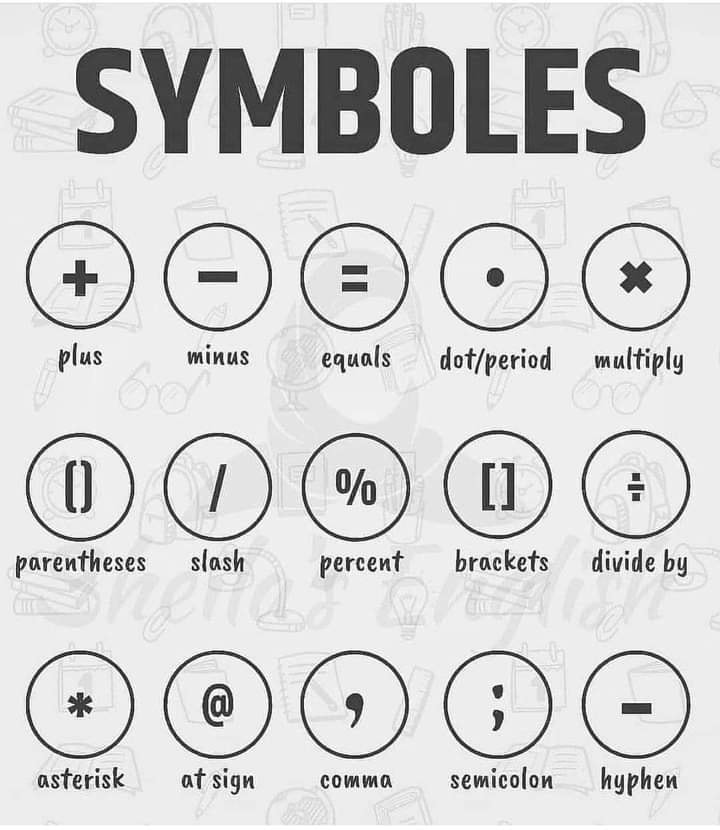 SYMBOLES
+ − = • ×
plus minus equals dot/period multiply
() / % [] ÷
parentheses slash percent brackets divide by
Shello's English
* @ , ; -
asterisk at sign comma semicolon hyphen